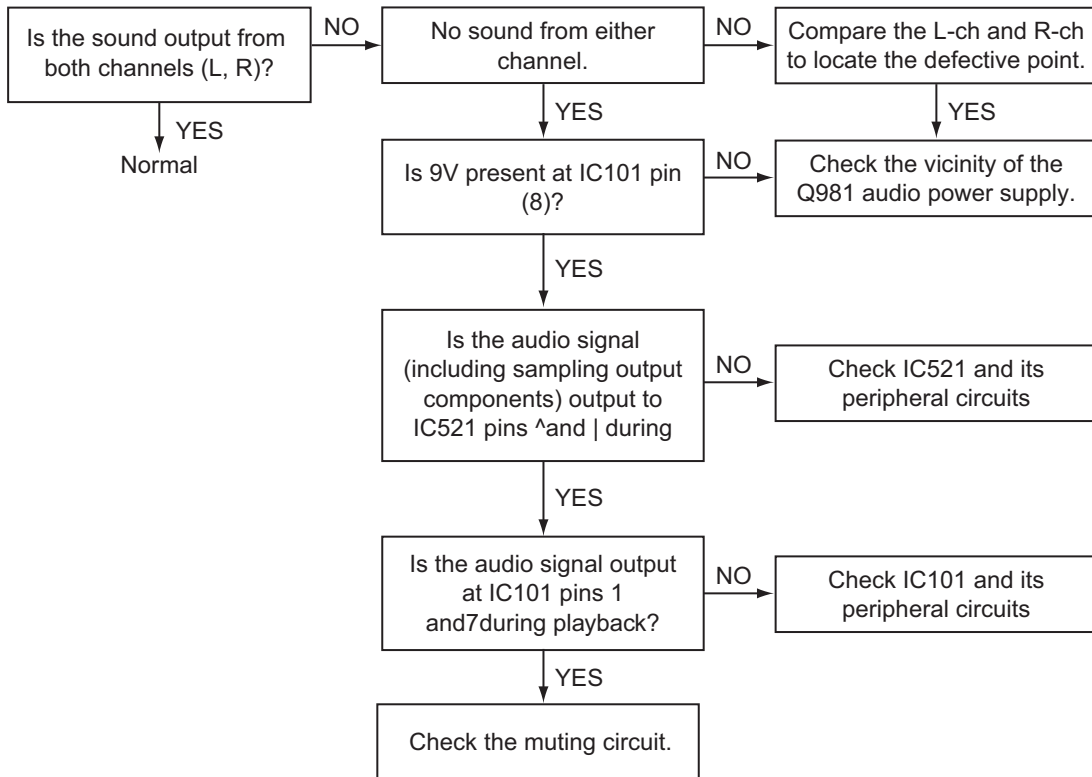 Is the sound output from
both channels (L, R)?
NO
No sound from either
channel.
NO
Compare the L-ch and R-ch
to locate the defective point.
YES
Normal
YES
YES
Is 9V present at IC101 pin
(8)?
NO
Check the vicinity of the
Q981 audio power supply.
YES
Is the audio signal
(including sampling output
components) output to
IC521 pins ^and | during
NO
Check IC521 and its
peripheral circuits
YES
Is the audio signal output
at IC101 pins 1
and7during playback?
NO
Check IC101 and its
peripheral circuits
YES
Check the muting circuit.